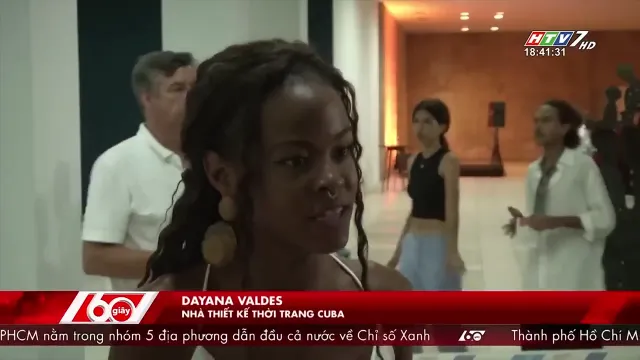 HTV7HD
18:41:31
60 giây
DAYANA VALDES
NHÀ THIẾT KẾ THỜI TRANG CUBA
PHCM nằm trong nhóm 5 địa phương dẫn đầu cả nước về Chỉ số Xanh 60 Thành phố Hồ Chí M